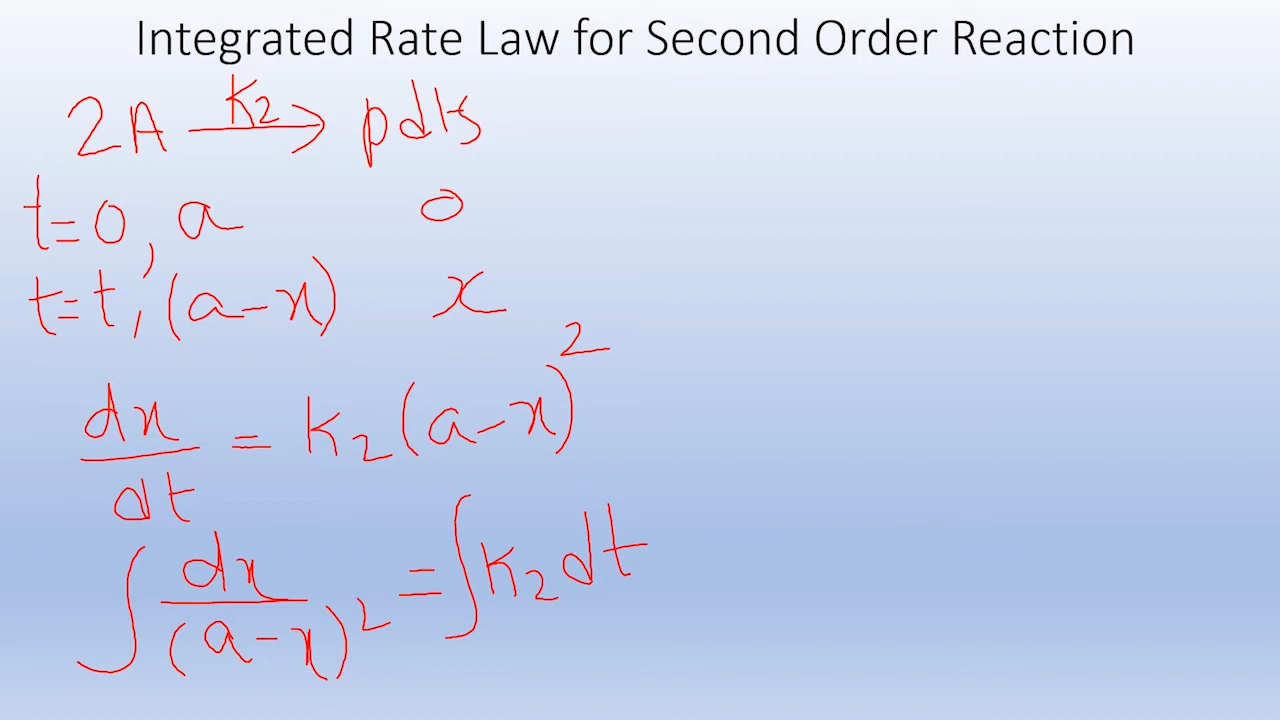 Integrated Rate Law for Second Order Reaction
2A —K₂→ pdts
t=0, a 0
t=t, (a-x) x
dx/dt = K₂(a-x)²
∫ dx/(a-x)² = ∫K₂dt